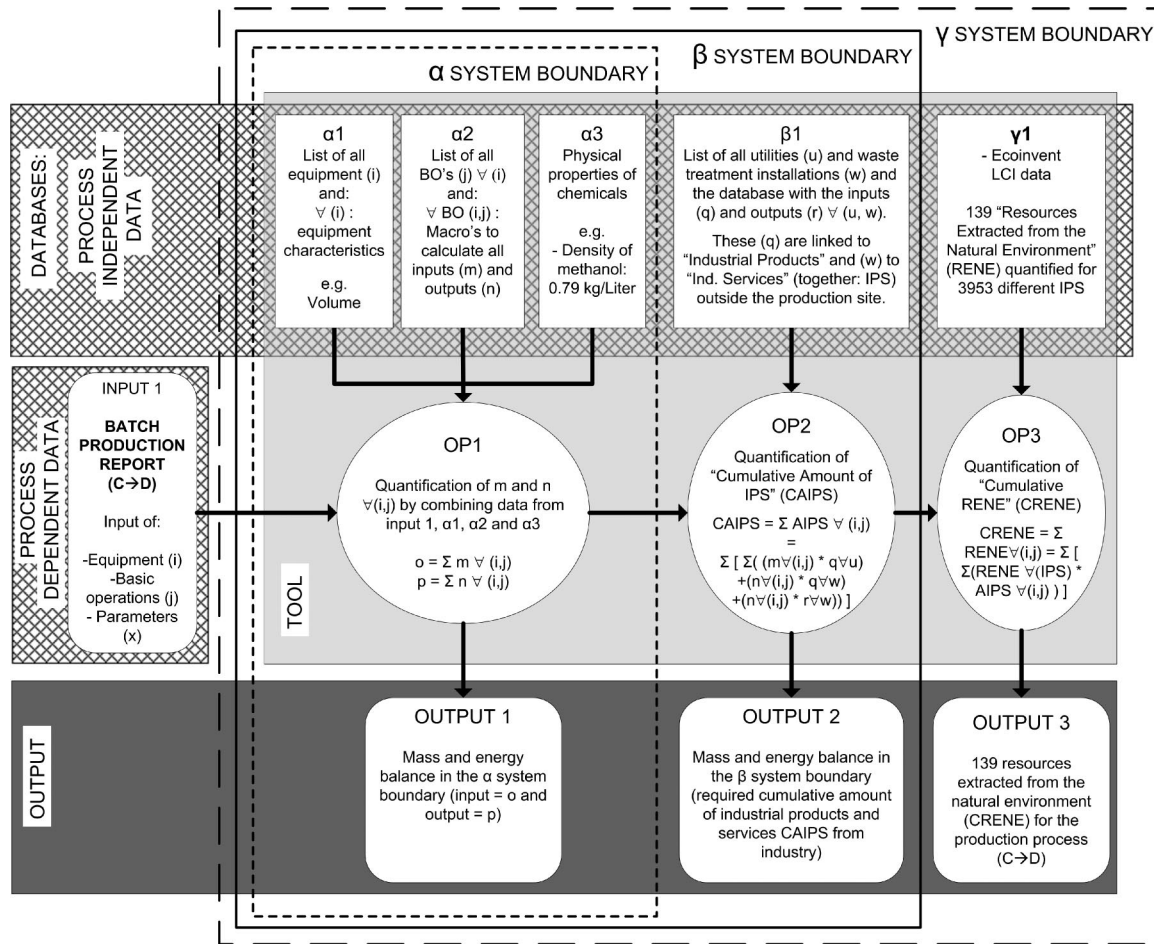 γ SYSTEM BOUNDARY
β SYSTEM BOUNDARY
α SYSTEM BOUNDARY
DATABASES:
PROCESS
INDEPENDENT
DATA
α1
List of all
equipment (i)
and:
∀ (i) :
equipment
characteristics
e.g.
Volume
α2
List of all
BO's (j) ∀ (i)
and:
∀ BO (i,j) :
Macro's to
calculate all
inputs (m) and
outputs (n)
α3
Physical
properties of
chemicals
e.g.
- Density of
methanol:
0.79 kg/Liter
β1
List of all utilities (u) and waste
treatment installations (w) and
the database with the inputs
(q) and outputs (r) ∀ (u, w).
These (q) are linked to
“Industrial Products” and (w) to
“Ind. Services” (together: IPS)
outside the production site.
γ1
- Ecoinvent
LCI data
139 “Resources
Extracted from the
Natural Environment”
(RENE) quantified for
3953 different IPS
PROCESS
DEPENDENT DATA
INPUT 1
BATCH
PRODUCTION
REPORT
(C→D)
Input of:
-Equipment (i)
-Basic
operations (j)
- Parameters
(x)
TOOL
OP1
Quantification of m and n
∀(i,j) by combining data from
input 1, α1, α2 and α3
o = Σ m ∀ (i,j)
p = Σ n ∀ (i,j)
OP2
Quantification of
“Cumulative Amount of
IPS” (CAIPS)
CAIPS = Σ AIPS ∀ (i,j)
=
Σ [ Σ( (m∀(i,j) * q∀u)
+(n∀(i,j) * q∀w)
+(n∀(i,j) * r∀w)) ]
OP3
Quantification of
“Cumulative
RENE” (CRENE)
CRENE = Σ
RENE∀(i,j) = Σ [
Σ(RENE ∀(IPS) *
AIPS ∀(i,j) ) ]
OUTPUT
OUTPUT 1
Mass and energy
balance in the α system
boundary (input = o and
output = p)
OUTPUT 2
Mass and energy balance in
the β system boundary
(required cumulative amount
of industrial products and
services CAIPS from
industry)
OUTPUT 3
139 resources
extracted from the
natural environment
(CRENE) for the
production process
(C→D)